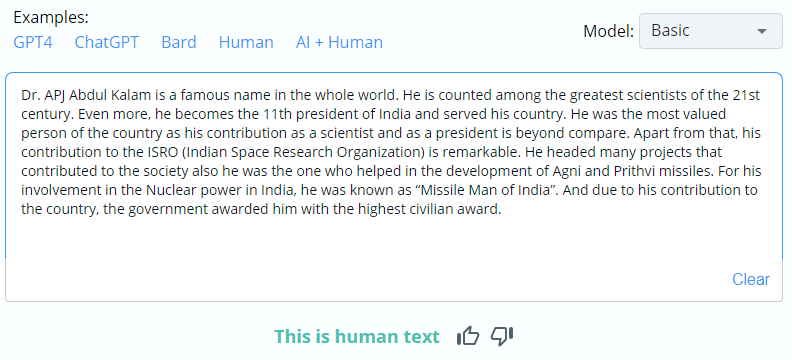 Examples:
GPT4 ChatGPT Bard Human AI + Human
Model: Basic
Dr. APJ Abdul Kalam is a famous name in the whole world. He is counted among the greatest scientists of the 21st
century. Even more, he becomes the 11th president of India and served his country. He was the most valued
person of the country as his contribution as a scientist and as a president is beyond compare. Apart from that, his
contribution to the ISRO (Indian Space Research Organization) is remarkable. He headed many projects that
contributed to the society also he was the one who helped in the development of Agni and Prithvi missiles. For his
involvement in the Nuclear power in India, he was known as “Missile Man of India”. And due to his contribution to
the country, the government awarded him with the highest civilian award.
Clear
This is human text